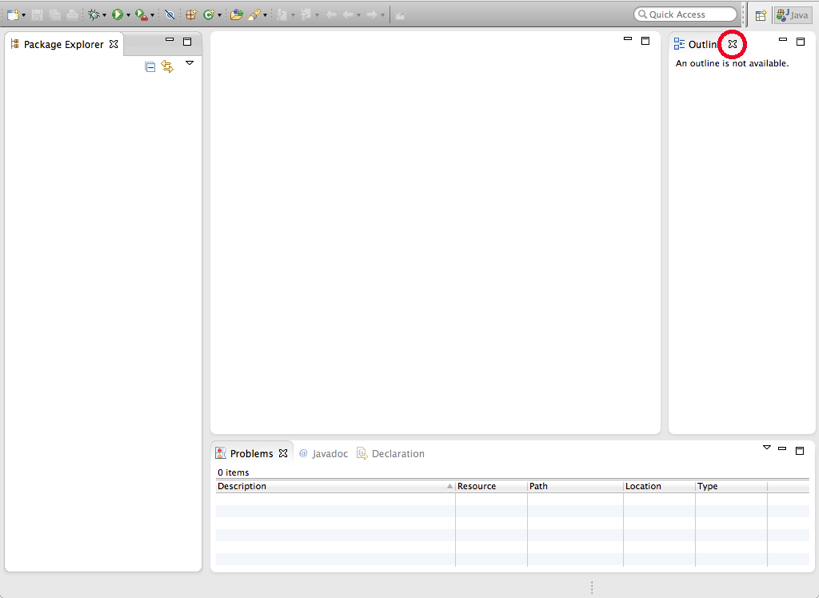 Quick Access
Java
Package Explorer
Outlin
An outline is not available.
Problems
Javadoc
Declaration
0 items
Description Resource Path Location Type